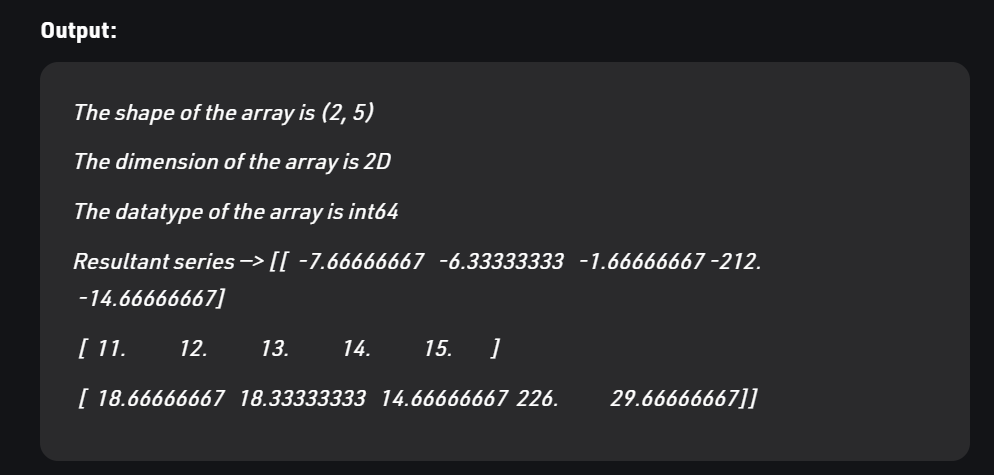 Output:
The shape of the array is (2, 5)
The dimension of the array is 2D
The datatype of the array is int64
Resultant series –> [[ -7.66666667 -6.33333333 -1.66666667 -212.
-14.66666667]
[ 11. 12. 13. 14. 15. ]
[ 18.66666667 18.33333333 14.66666667 226. 29.66666667]]